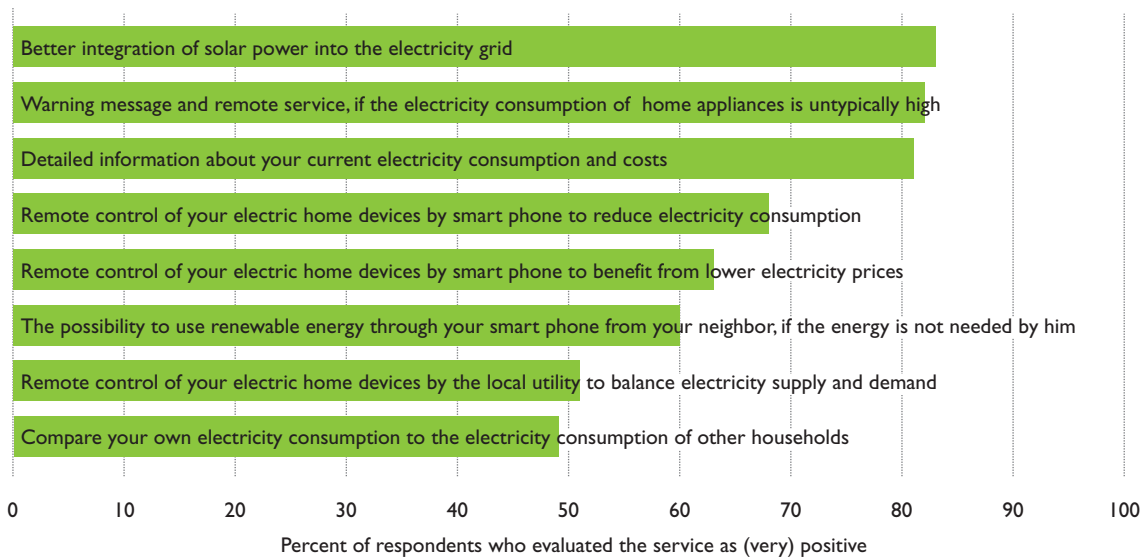 Better integration of solar power into the electricity grid
Warning message and remote service, if the electricity consumption of home appliances is untypically high
Detailed information about your current electricity consumption and costs
Remote control of your electric home devices by smart phone to reduce electricity consumption
Remote control of your electric home devices by smart phone to benefit from lower electricity prices
The possibility to use renewable energy through your smart phone from your neighbor, if the energy is not needed by him
Remote control of your electric home devices by the local utility to balance electricity supply and demand
Compare your own electricity consumption to the electricity consumption of other households
0 10 20 30 40 50 60 70 80 90 100
Percent of respondents who evaluated the service as (very) positive